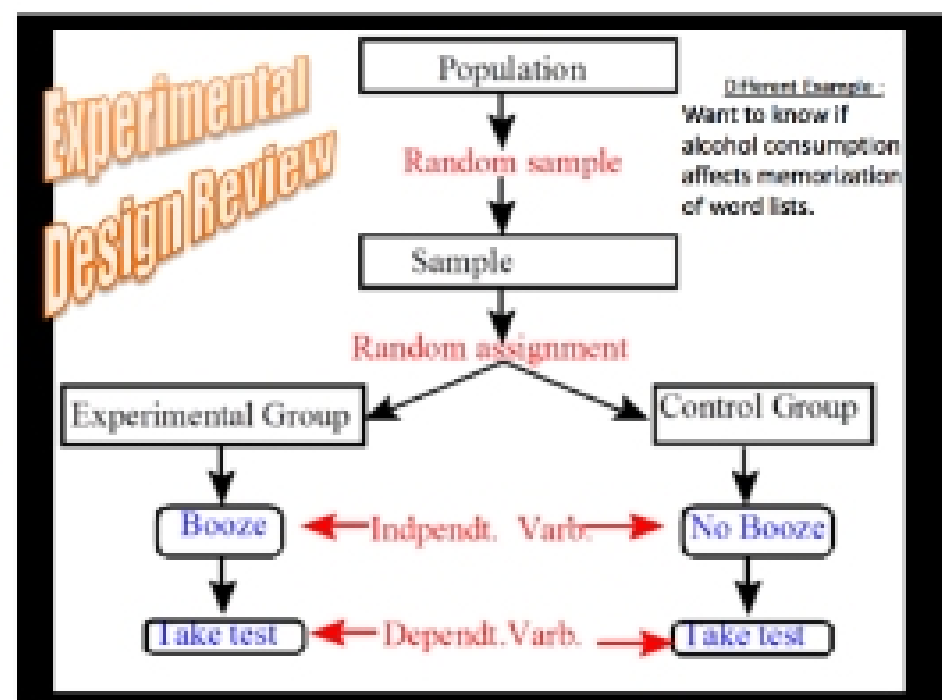 Experimental
Design Review
Population
Different Example :
Want to know if
alcohol consumption
affects memorization
of word lists.
Random sample
Sample
Random assignment
Experimental Group
Control Group
Booze
Indpendt. Varb.
No Booze
Take test
Dependt.Varb.
Take test